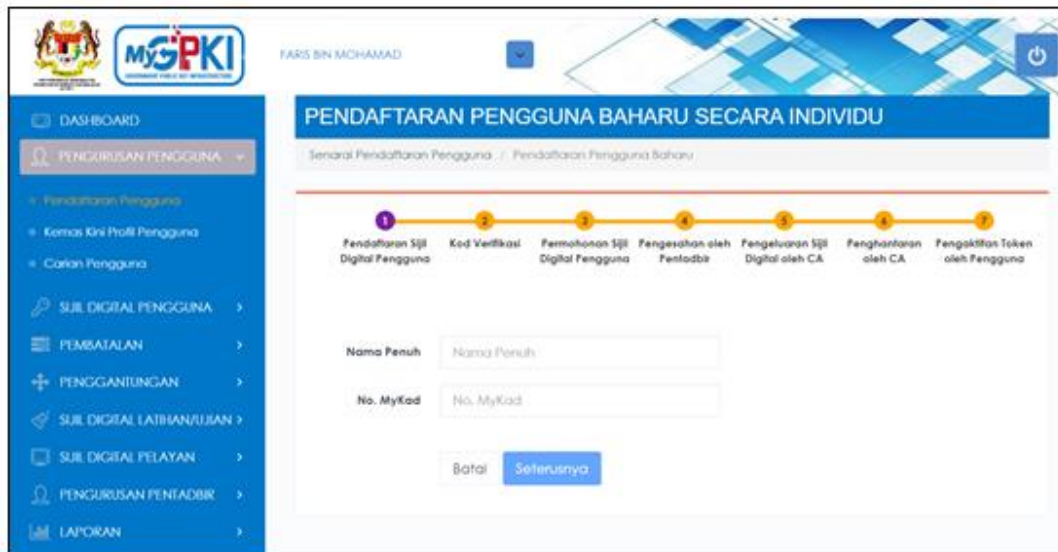 MyGPKI
GOVERNMENT PUBLIC KEY INFRASTRUCTURE
FARIS BIN MOHAMAD
DASHBOARD
PENGURUSAN PENGGUNA
Pendaftaran Pengguna
Kemas Kini Profil Pengguna
Carian Pengguna
SIJIL DIGITAL PENGGUNA
PEMBATALAN
PENGGANTUNGAN
SIJIL DIGITAL LATIHAN/UJIAN
SIJIL DIGITAL PELAYAN
PENGURUSAN PENTADBIR
LAPORAN
PENDAFTARAN PENGGUNA BAHARU SECARA INDIVIDU
Senarai Pendaftaran Pengguna / Pendaftaran Pengguna Baharu
1 2 3 4 5 6 7
Pendaftaran Sijil Kod Verifikasi Permohonan Sijil Pengesahan oleh Pengeluaran Sijil Penghantaran Pengaktifan Token
Digital Pengguna Digital Pengguna Pentadbir Digital oleh CA oleh CA oleh Pengguna
Nama Penuh Nama Penuh
No. MyKad No. MyKad
Batal Seterusnya